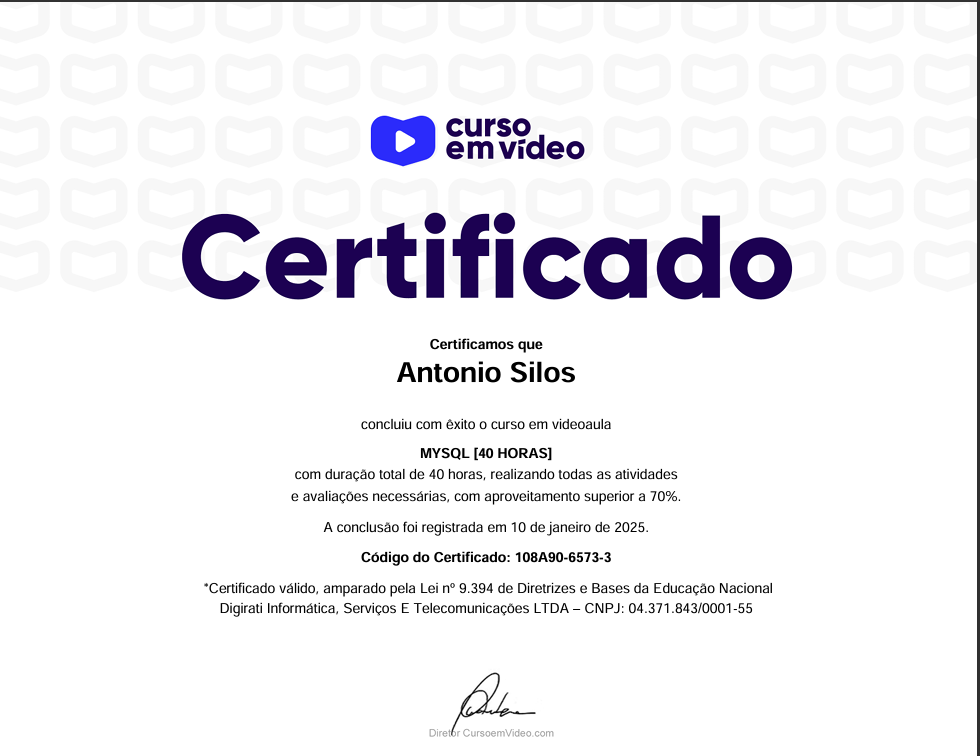 curso
em vídeo
Certificado
Certificamos que
Antonio Silos
concluiu com êxito o curso em videoaula
MYSQL [40 HORAS]
com duração total de 40 horas, realizando todas as atividades
e avaliações necessárias, com aproveitamento superior a 70%.
A conclusão foi registrada em 10 de janeiro de 2025.
Código do Certificado: 108A90-6573-3
*Certificado válido, amparado pela Lei nº 9.394 de Diretrizes e Bases da Educação Nacional
Digirati Informática, Serviços E Telecomunicações LTDA – CNPJ: 04.371.843/0001-55
Diretor CursoemVideo.com